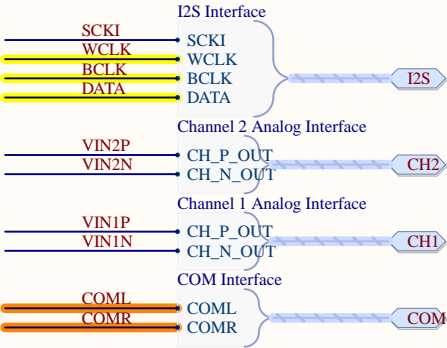 I2S Interface
SCKI SCKI
WCLK WCLK
BCLK BCLK I2S
DATA DATA
Channel 2 Analog Interface
VIN2P CH_P_OUT
VIN2N CH_N_OUT CH2
Channel 1 Analog Interface
VIN1P CH_P_OUT
VIN1N CH_N_OUT CH1
COM Interface
COML COML
COMR COMR COM